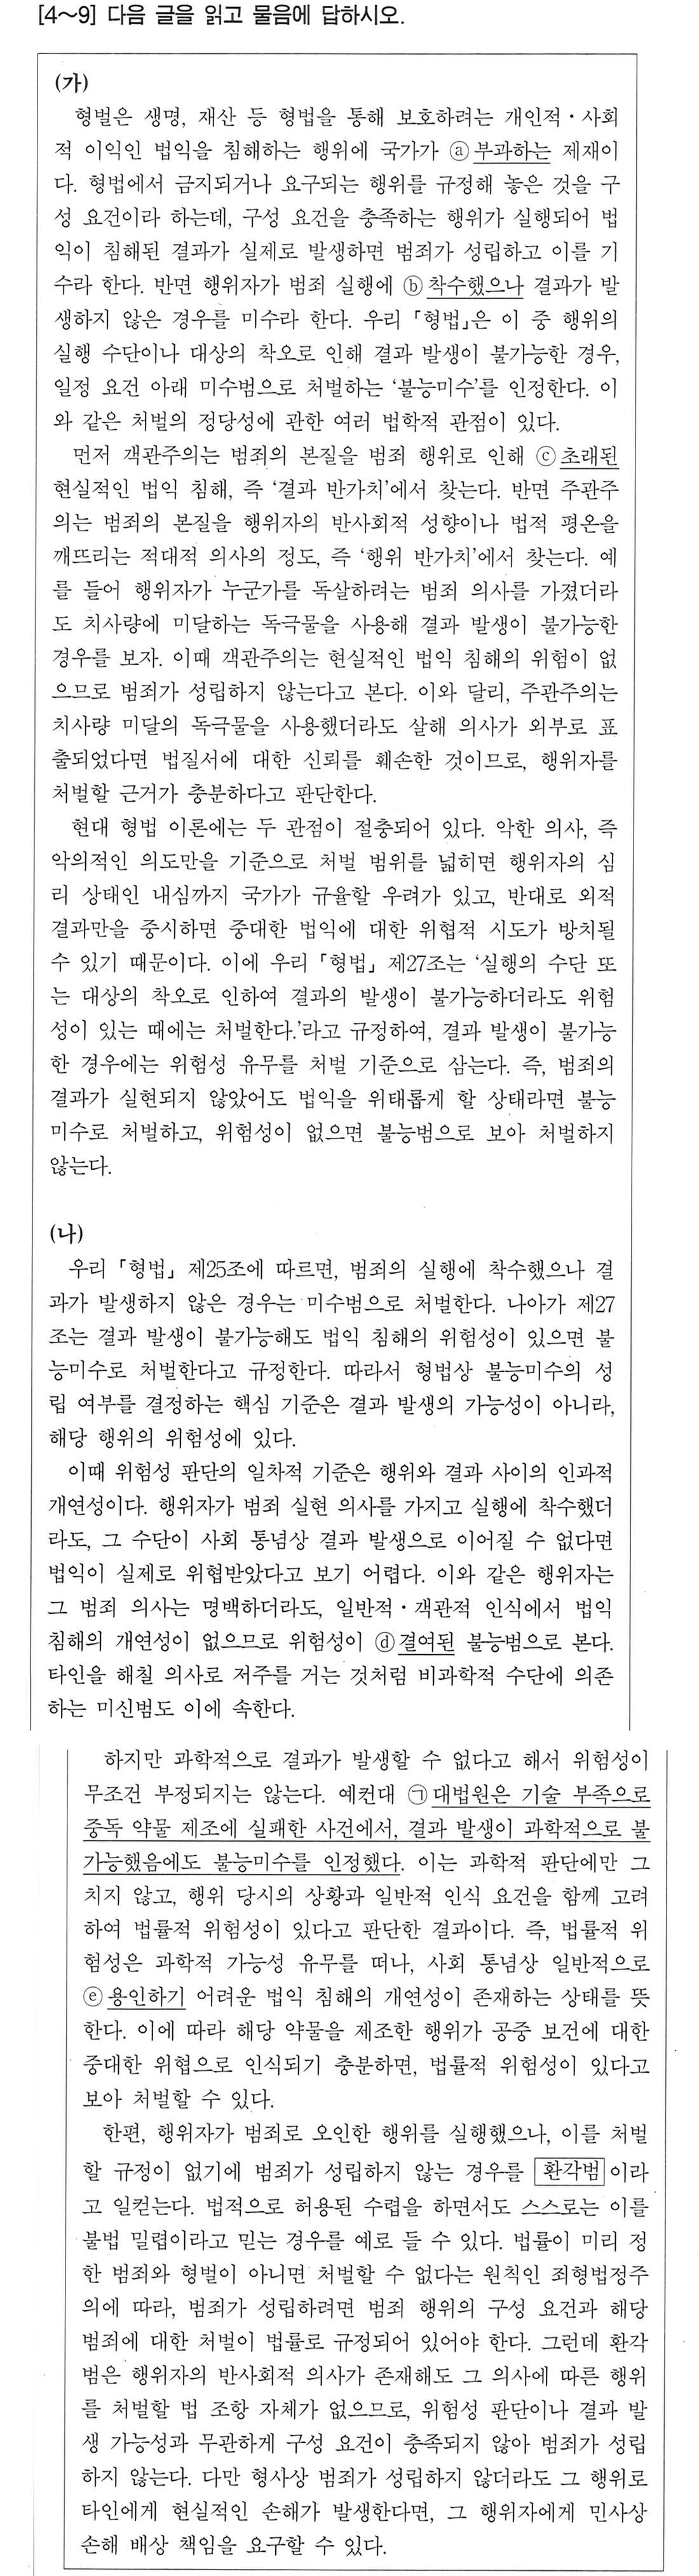 [4~9] 다음 글을 읽고 물음에 답하시오.
(가)
형벌은 생명, 재산 등 형법을 통해 보호하려는 개인적·사회
적 이익인 법익을 침해하는 행위에 국가가 ⓐ부과하는 제재이
다. 형법에서 금지되거나 요구되는 행위를 규정해 놓은 것을 구
성 요건이라 하는데, 구성 요건을 충족하는 행위가 실행되어 법
익이 침해된 결과가 실제로 발생하면 범죄가 성립하고 이를 기
수라 한다. 반면 행위자가 범죄 실행에 ⓑ착수했으나 결과가 발
생하지 않은 경우를 미수라 한다. 우리 「형법」은 이 중 행위의
실행 수단이나 대상의 착오로 인해 결과 발생이 불가능한 경우,
일정 요건 아래 미수범으로 처벌하는 ‘불능미수’를 인정한다. 이
와 같은 처벌의 정당성에 관한 여러 법학적 관점이 있다.
먼저 객관주의는 범죄의 본질을 범죄 행위로 인해 ⓒ초래된
현실적인 법익 침해, 즉 ‘결과 반가치’에서 찾는다. 반면 주관주
의는 범죄의 본질을 행위자의 반사회적 성향이나 법적 평온을
깨뜨리는 적대적 의사의 정도, 즉 ‘행위 반가치’에서 찾는다. 예
를 들어 행위자가 누군가를 독살하려는 범죄 의사를 가졌더라
도 치사량에 미달하는 독극물을 사용해 결과 발생이 불가능한
경우를 보자. 이때 객관주의는 현실적인 법익 침해의 위험이 없
으므로 범죄가 성립하지 않는다고 본다. 이와 달리, 주관주의는
치사량 미달의 독극물을 사용했더라도 살해 의사가 외부로 표
출되었다면 법질서에 대한 신뢰를 훼손한 것이므로, 행위자를
처벌할 근거가 충분하다고 판단한다.
현대 형법 이론에는 두 관점이 절충되어 있다. 악한 의사, 즉
악의적인 의도만을 기준으로 처벌 범위를 넓히면 행위자의 심
리 상태인 내심까지 국가가 규율할 우려가 있고, 반대로 외적
결과만을 중시하면 중대한 법익에 대한 위협적 시도가 방치될
수 있기 때문이다. 이에 우리 「형법」 제27조는 ‘실행의 수단 또
는 대상의 착오로 인하여 결과의 발생이 불가능하더라도 위험
성이 있는 때에는 처벌한다.’라고 규정하여, 결과 발생이 불가능
한 경우에는 위험성 유무를 처벌 기준으로 삼는다. 즉, 범죄의
결과가 실현되지 않았어도 법익을 위태롭게 할 상태라면 불능
미수로 처벌하고, 위험성이 없으면 불능범으로 보아 처벌하지
않는다.
(나)
우리 「형법」 제25조에 따르면, 범죄의 실행에 착수했으나 결
과가 발생하지 않은 경우는 미수범으로 처벌한다. 나아가 제27
조는 결과 발생이 불가능해도 법익 침해의 위험성이 있으면 불
능미수로 처벌한다고 규정한다. 따라서 형법상 불능미수의 성
립 여부를 결정하는 핵심 기준은 결과 발생의 가능성이 아니라,
해당 행위의 위험성에 있다.
이때 위험성 판단의 일차적 기준은 행위와 결과 사이의 인과적
개연성이다. 행위자가 범죄 실현 의사를 가지고 실행에 착수했더
라도, 그 수단이 사회 통념상 결과 발생으로 이어질 수 없다면
법익이 실제로 위협받았다고 보기 어렵다. 이와 같은 행위자는
그 범죄 의사는 명백하더라도, 일반적·객관적 인식에서 법익
침해의 개연성이 없으므로 위험성이 ⓓ결여된 불능범으로 본다.
타인을 해칠 의사로 저주를 거는 것처럼 비과학적 수단에 의존
하는 미신범도 이에 속한다.
하지만 과학적으로 결과가 발생할 수 없다고 해서 위험성이
무조건 부정되지는 않는다. 예컨대 ㉠대법원은 기술 부족으로
중독 약물 제조에 실패한 사건에서, 결과 발생이 과학적으로 불
가능했음에도 불능미수를 인정했다. 이는 과학적 판단에만 그
치지 않고, 행위 당시의 상황과 일반적 인식 요건을 함께 고려
하여 법률적 위험성이 있다고 판단한 결과이다. 즉, 법률적 위
험성은 과학적 가능성 유무를 떠나, 사회 통념상 일반적으로
ⓔ용인하기 어려운 법익 침해의 개연성이 존재하는 상태를 뜻
한다. 이에 따라 해당 약물을 제조한 행위가 공중 보건에 대한
중대한 위협으로 인식되기 충분하면, 법률적 위험성이 있다고
보아 처벌할 수 있다.
한편, 행위자가 범죄로 오인한 행위를 실행했으나, 이를 처벌
할 규정이 없기에 범죄가 성립하지 않는 경우를 환각범이라
고 일컫는다. 법적으로 허용된 수렵을 하면서도 스스로는 이를
불법 밀렵이라고 믿는 경우를 예로 들 수 있다. 법률이 미리 정
한 범죄와 형벌이 아니면 처벌할 수 없다는 원칙인 죄형법정주
의에 따라, 범죄가 성립하려면 범죄 행위의 구성 요건과 해당
범죄에 대한 처벌이 법률로 규정되어 있어야 한다. 그런데 환각
범은 행위자의 반사회적 의사가 존재해도 그 의사에 따른 행위
를 처벌할 법 조항 자체가 없으므로, 위험성 판단이나 결과 발
생 가능성과 무관하게 구성 요건이 충족되지 않아 범죄가 성립
하지 않는다. 다만 형사상 범죄가 성립하지 않더라도 그 행위로
타인에게 현실적인 손해가 발생한다면, 그 행위자에게 민사상
손해 배상 책임을 요구할 수 있다.